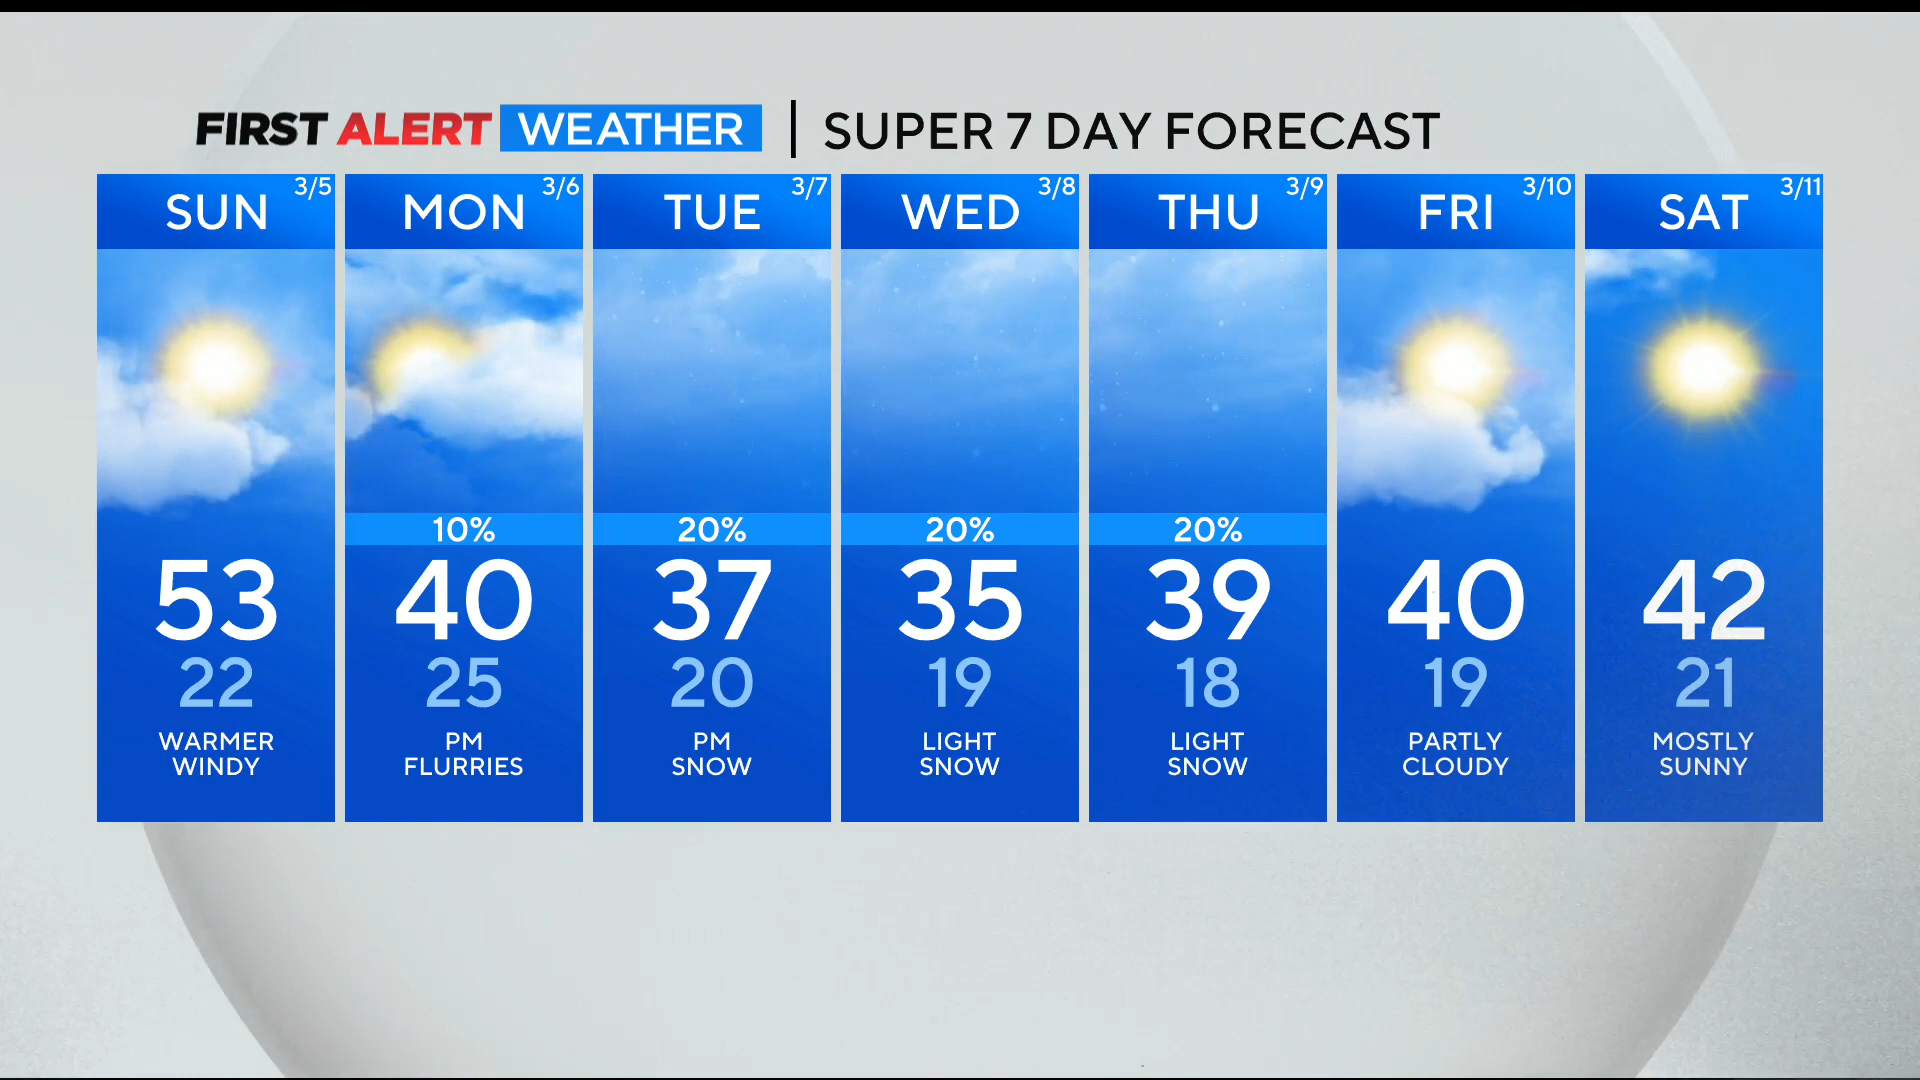 FIRST ALERT WEATHER | SUPER 7 DAY FORECAST
SUN 3/5
53
22
WARMER
WINDY
MON 3/6
10%
40
25
PM
FLURRIES
TUE 3/7
20%
37
20
PM
SNOW
WED 3/8
20%
35
19
LIGHT
SNOW
THU 3/9
20%
39
18
LIGHT
SNOW
FRI 3/10
40
19
PARTLY
CLOUDY
SAT 3/11
42
21
MOSTLY
SUNNY